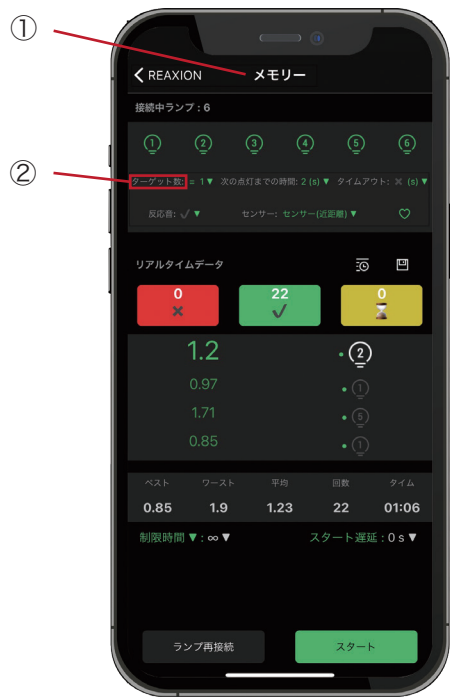 ①
REAXION メモリー
接続中ランプ : 6
1 2 3 4 5 6
② ターゲット数: = 1▼ 次の点灯までの時間: 2 (s) ▼ タイムアウト: ✕ (s) ▼
反応音: ✓ ▼ センサー: センサー(近距離) ▼
リアルタイムデータ
0 22 0
1.2 2
0.97 1
1.71 5
0.85 1
ベスト ワースト 平均 回数 タイム
0.85 1.9 1.23 22 01:06
制限時間 ▼ : ∞ ▼ スタート遅延 : 0 s ▼
ランプ再接続 スタート